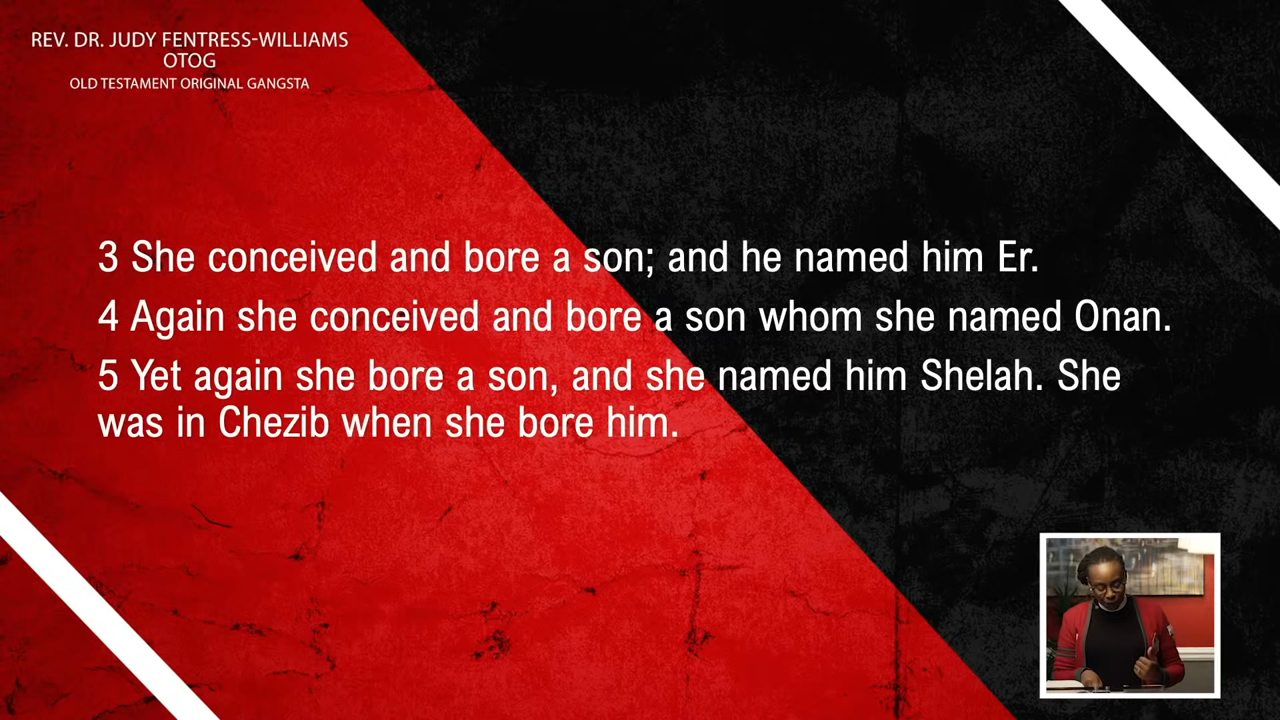 REV. DR. JUDY FENTRESS-WILLIAMS
OTOG
OLD TESTAMENT ORIGINAL GANGSTA
3 She conceived and bore a son; and he named him Er.
4 Again she conceived and bore a son whom she named Onan.
5 Yet again she bore a son, and she named him Shelah. She
was in Chezib when she bore him.